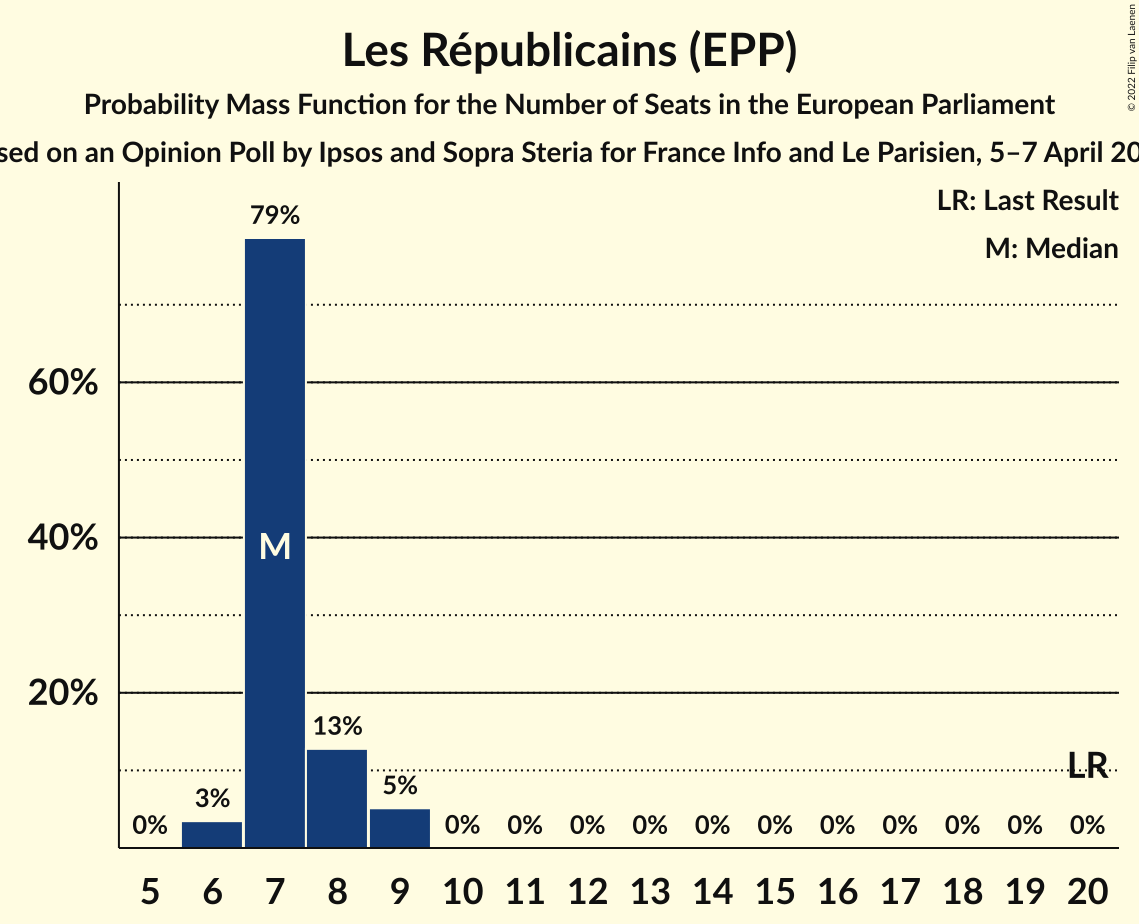 Les Républicains (EPP)
Probability Mass Function for the Number of Seats in the European Parliament
on an Opinion Poll by Ipsos and Sopra Steria for France Info and Le Parisien, 5–7 April
© 2022 Filip van Laenen
LR: Last Result
M: Median
79%
60%
40%
M
20%
13%
LR
5%
3%
0% 0% 0% 0% 0% 0% 0% 0% 0% 0% 0% 0%
5 6 7 8 9 10 11 12 13 14 15 16 17 18 19 20